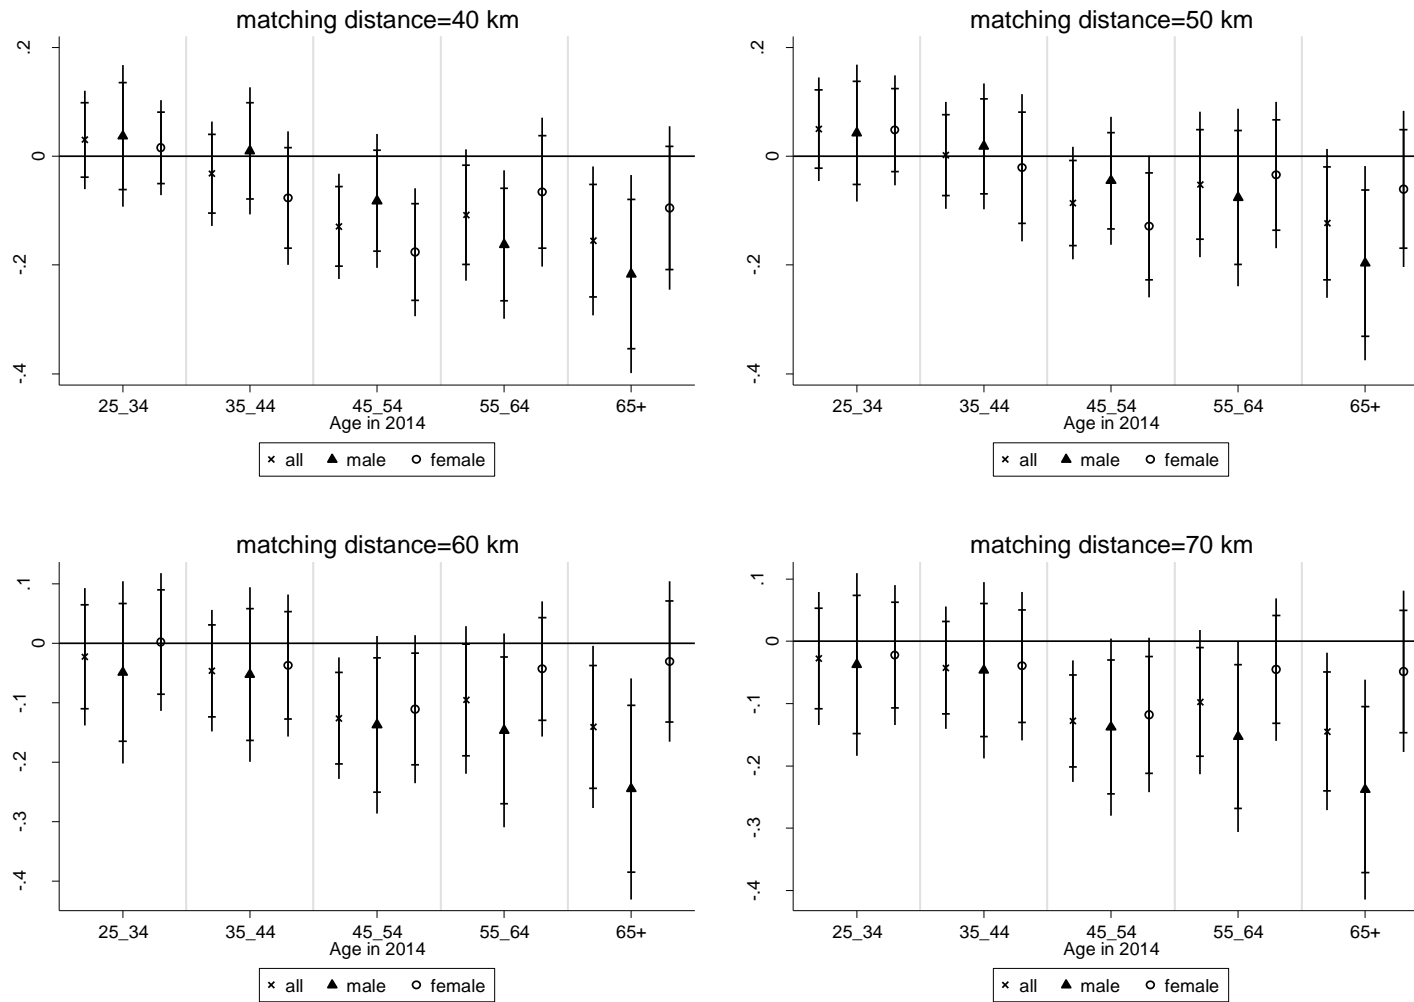 matching distance=40 km
.2
0
-.2
-.4
25_34 35_44 45_54 55_64 65+
Age in 2014
× all ▲ male ○ female
matching distance=50 km
.2
0
-.2
-.4
25_34 35_44 45_54 55_64 65+
Age in 2014
× all ▲ male ○ female
matching distance=60 km
.1
0
-.1
-.2
-.3
-.4
25_34 35_44 45_54 55_64 65+
Age in 2014
× all ▲ male ○ female
matching distance=70 km
.1
0
-.1
-.2
-.3
-.4
25_34 35_44 45_54 55_64 65+
Age in 2014
× all ▲ male ○ female